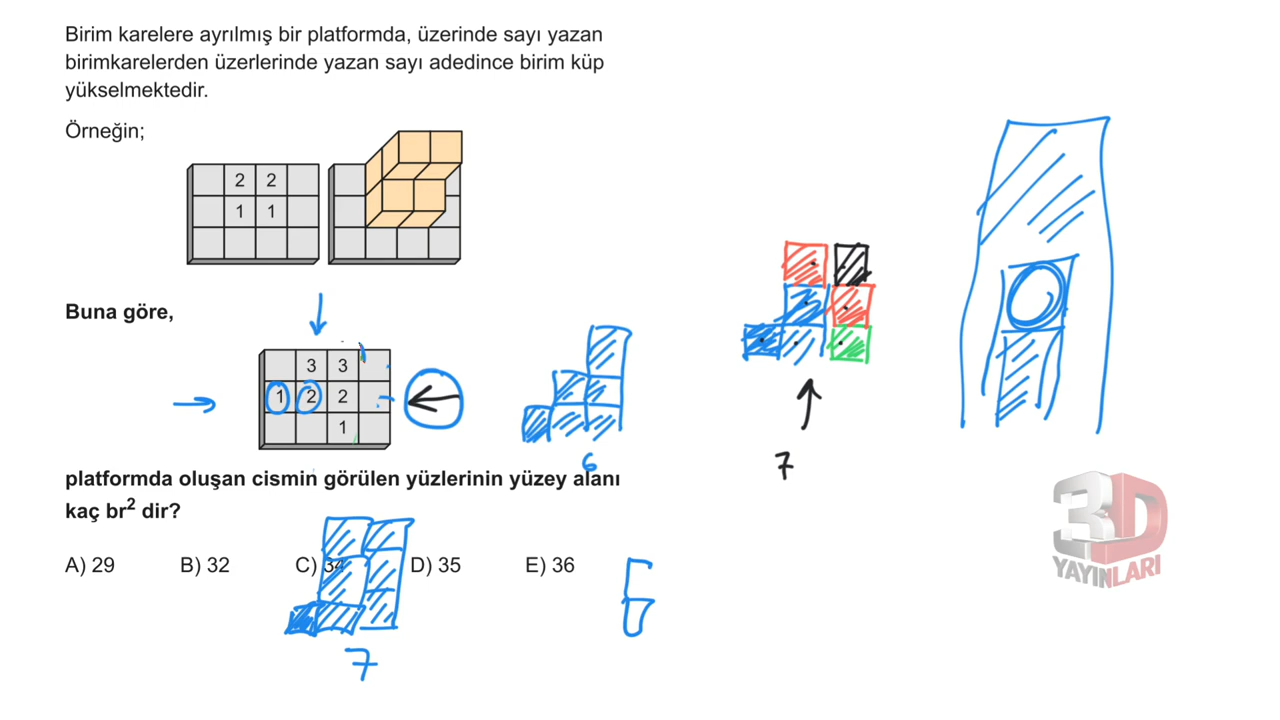 Birim karelere ayrılmış bir platformda, üzerinde sayı yazan
birimkarelerden üzerlerinde yazan sayı adedince birim küp
yükselmektedir.
Örneğin;
2 2
1 1
Buna göre,
3 3
1 2 2
1
6
7
platformda oluşan cismin görülen yüzlerinin yüzey alanı
kaç br² dir?
A) 29 B) 32 C) 34 D) 35 E) 36
7
3D
YAYINLARI